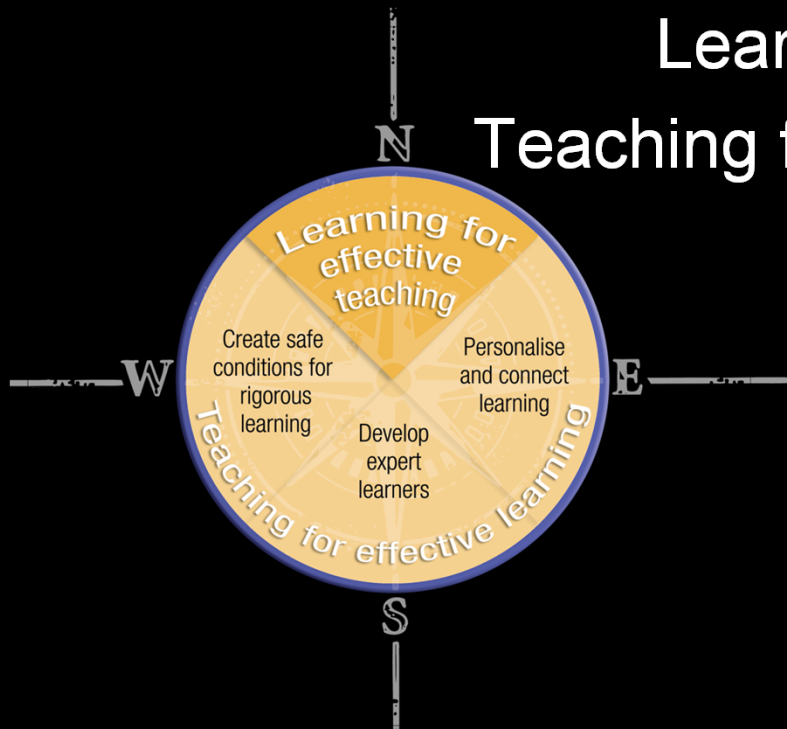 Lear
Teaching f
N
Learning for
effective
teaching
Create safe
conditions for
rigorous
learning
Personalise
and connect
learning
W
E
Develop
expert
learners
Teaching for effective learning
S